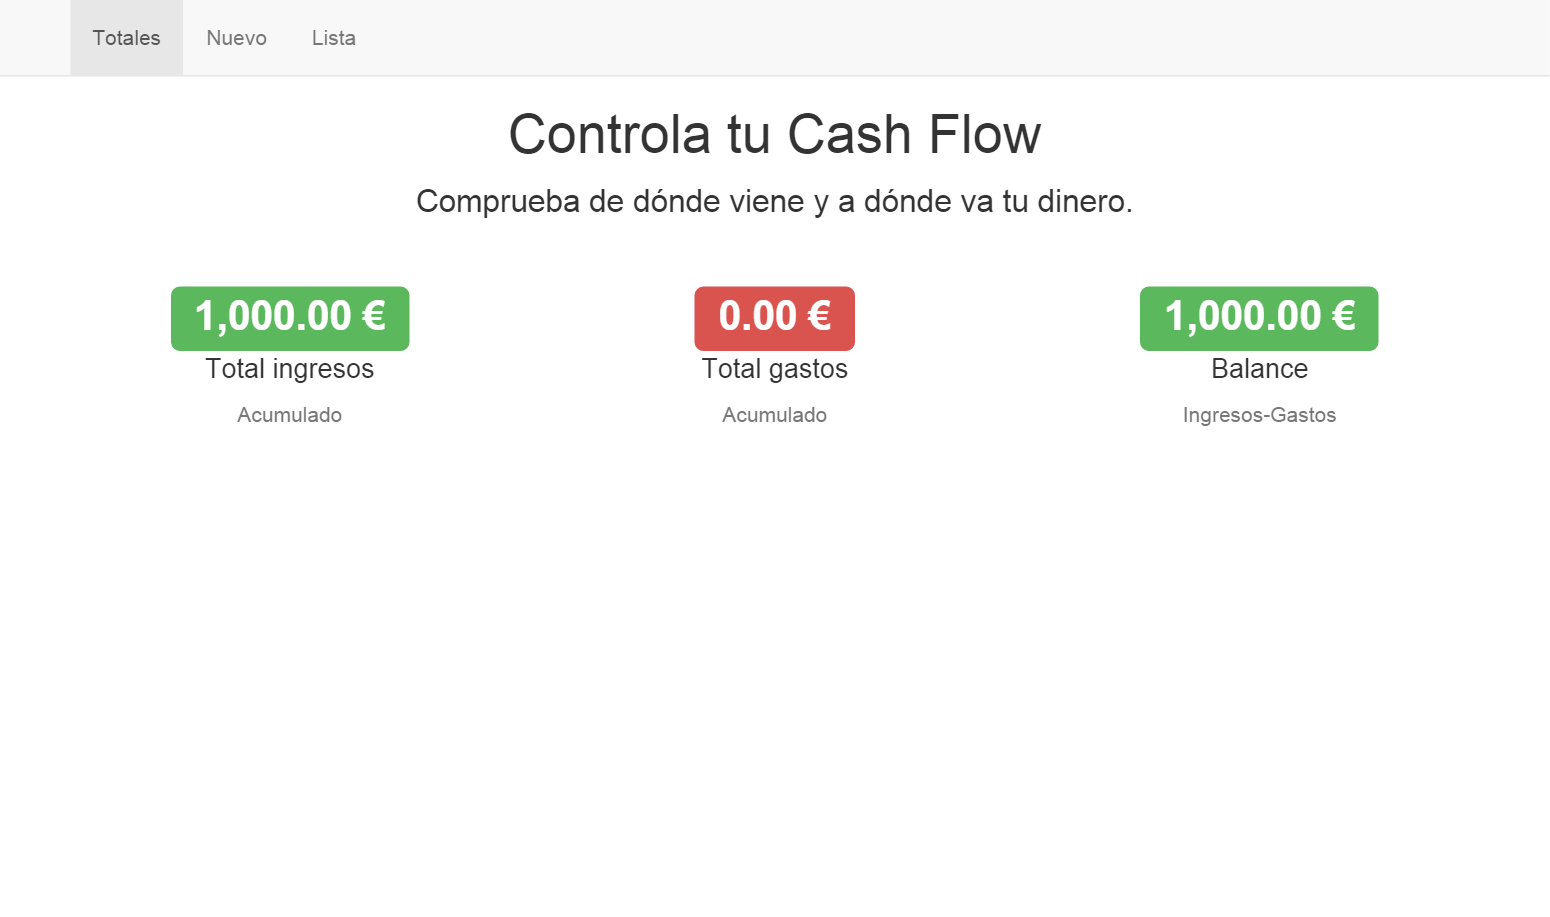 Totales Nuevo Lista
Controla tu Cash Flow
Comprueba de dónde viene y a dónde va tu dinero.
1,000.00 € 0.00 € 1,000.00 €
Total ingresos Total gastos Balance
Acumulado Acumulado Ingresos-Gastos